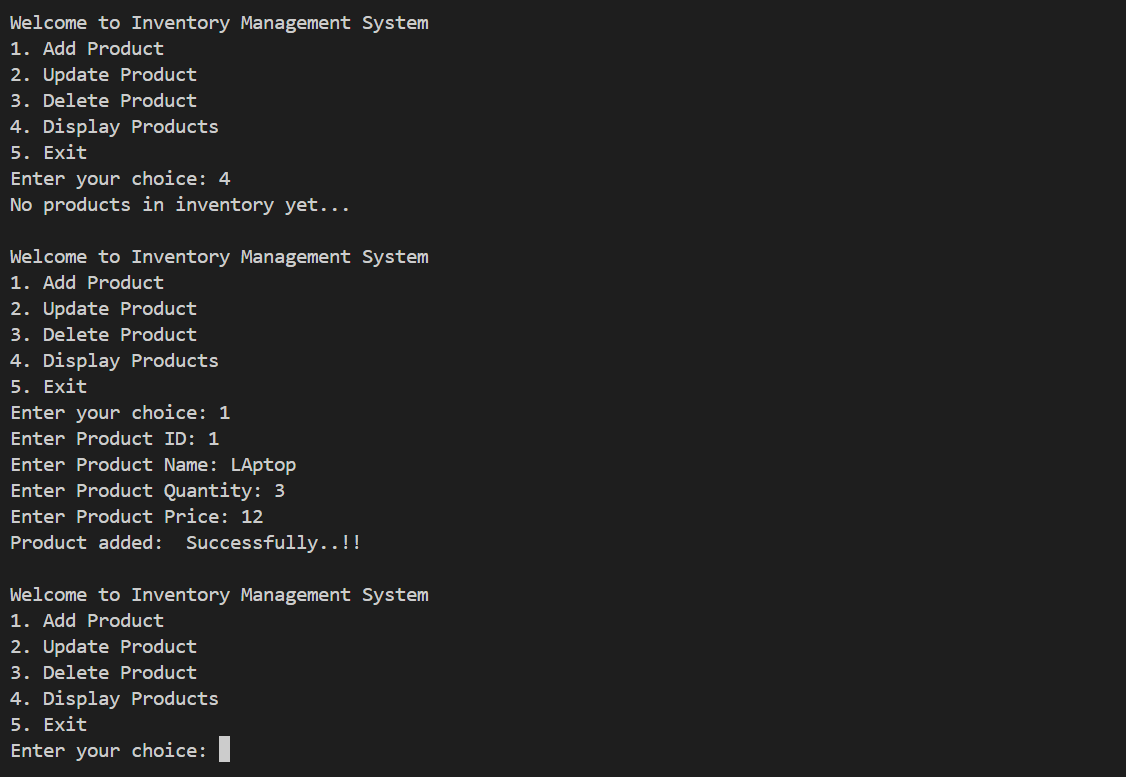 Welcome to Inventory Management System
1. Add Product
2. Update Product
3. Delete Product
4. Display Products
5. Exit
Enter your choice: 4
No products in inventory yet...

Welcome to Inventory Management System
1. Add Product
2. Update Product
3. Delete Product
4. Display Products
5. Exit
Enter your choice: 1
Enter Product ID: 1
Enter Product Name: LAptop
Enter Product Quantity: 3
Enter Product Price: 12
Product added:  Successfully..!!

Welcome to Inventory Management System
1. Add Product
2. Update Product
3. Delete Product
4. Display Products
5. Exit
Enter your choice: